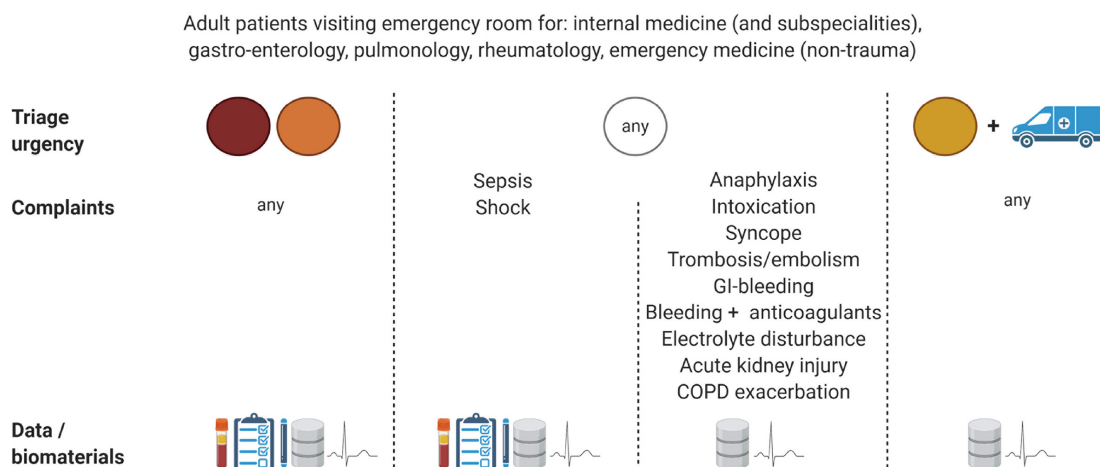 Adult patients visiting emergency room for: internal medicine (and subspecialities),
gastro-enterology, pulmonology, rheumatology, emergency medicine (non-trauma)
Triage
urgency
any
+
Complaints
any
Sepsis
Shock
Anaphylaxis
Intoxication
Syncope
Trombosis/embolism
GI-bleeding
Bleeding + anticoagulants
Electrolyte disturbance
Acute kidney injury
COPD exacerbation
any
Data /
biomaterials